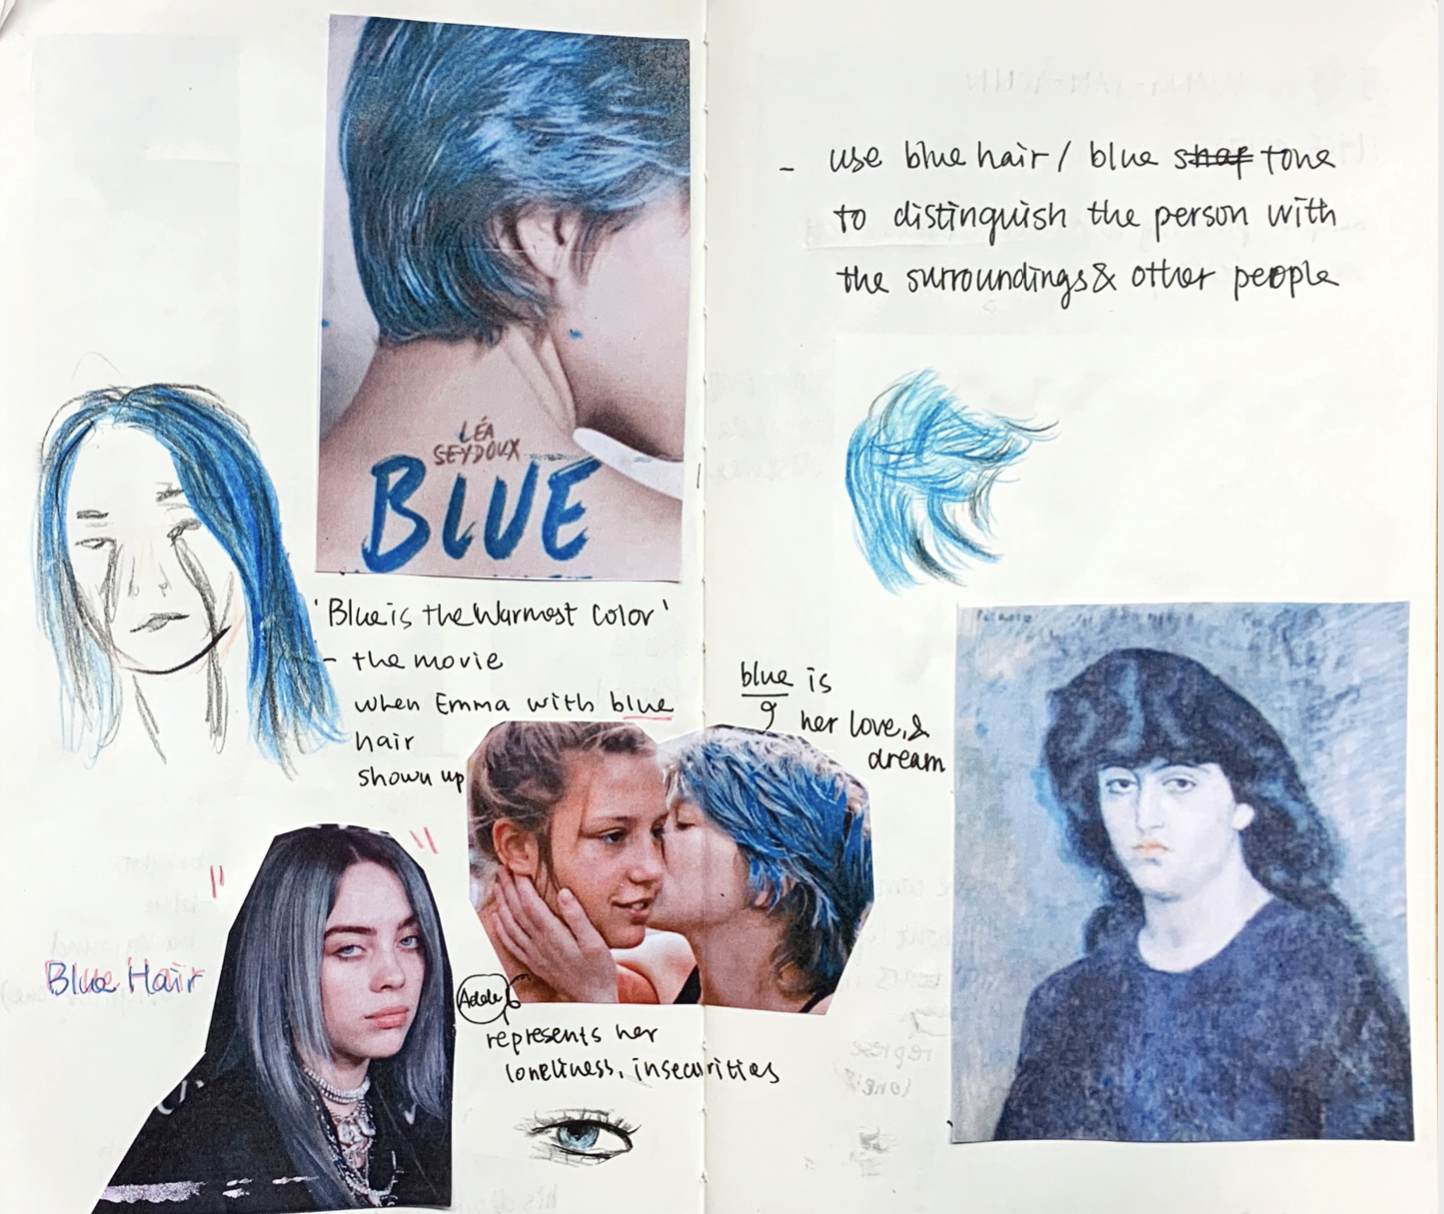 LÉA
SEYDOUX
BLUE
'Blue is the Warmest Color'
- the movie
when Emma with blue
hair
shown up
Blue Hair
Adele
represents her
loneliness, insecurities
- use blue hair / blue tone
to distinguish the person with
the surroundings & other people
blue is
her love, &
dream
Picasso